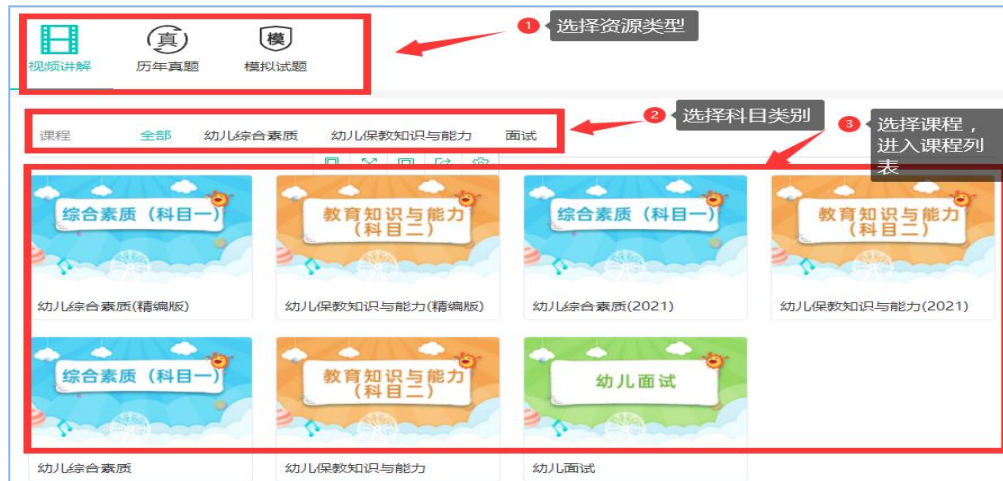 1 选择资源类型
真 模
视频讲解 历年真题 模拟试题
2 选择科目类别
3 选择课程，
进入课程列
表
课程 全部 幼儿综合素质 幼儿保教知识与能力 面试
综合素质（科目一）
教育知识与能力
（科目二）
综合素质（科目一）
教育知识与能力
（科目二）
幼儿综合素质(精编版) 幼儿保教知识与能力(精编版) 幼儿综合素质(2021) 幼儿保教知识与能力(2021)
综合素质（科目一）
教育知识与能力
（科目二）
幼儿面试
幼儿综合素质 幼儿保教知识与能力 幼儿面试